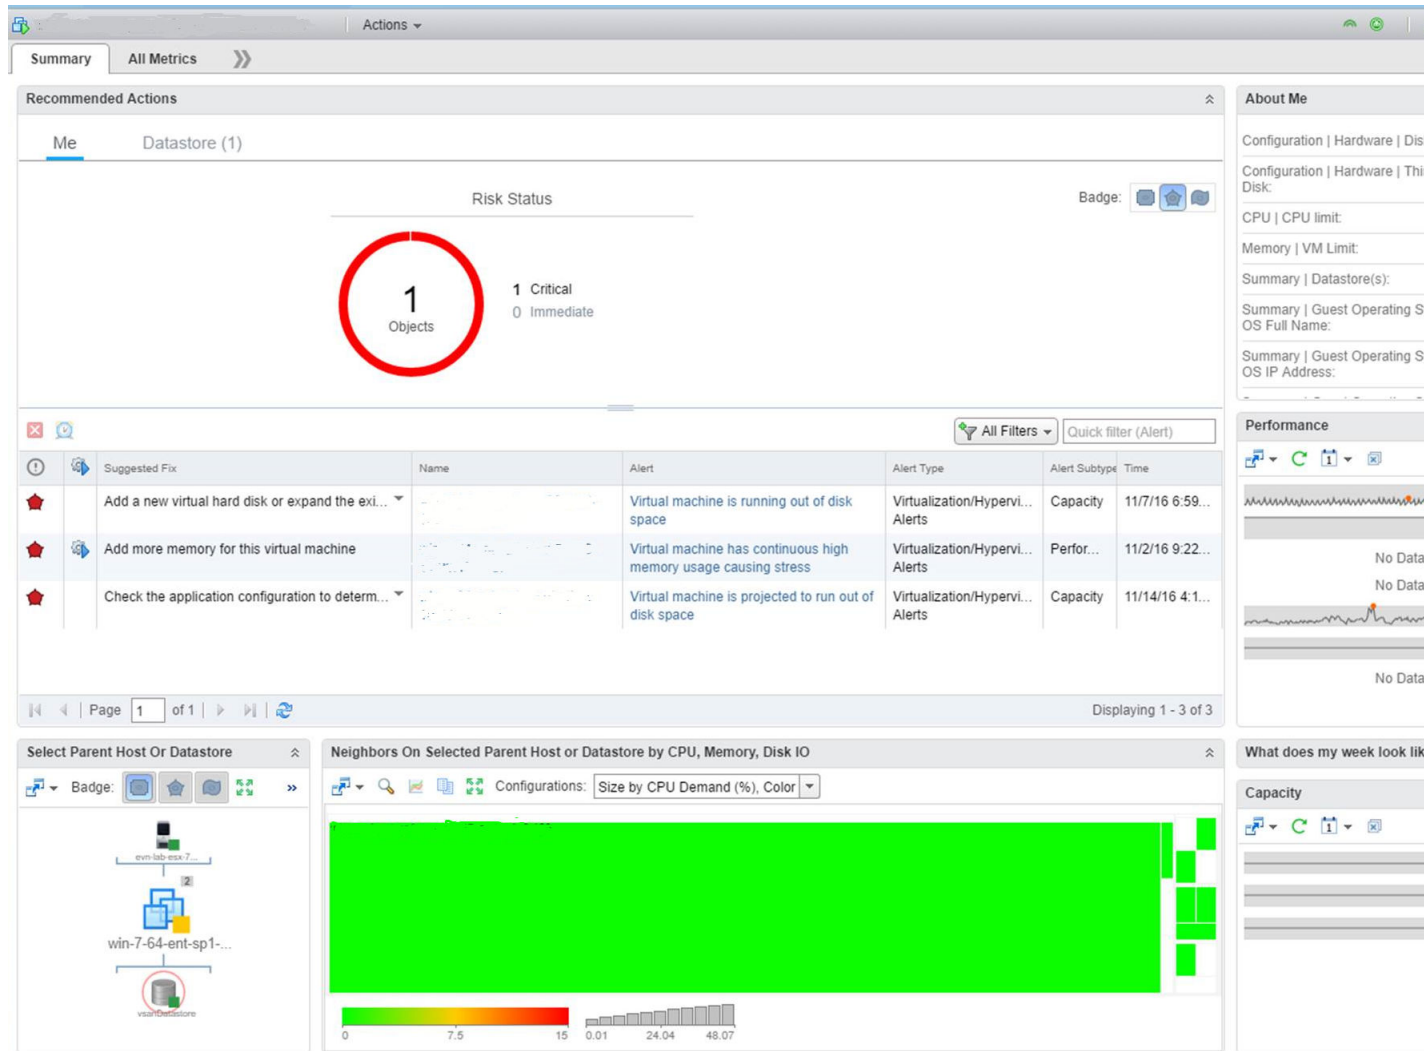 Actions
Summary
All Metrics
Recommended Actions
About Me
Me
Datastore (1)
Configuration | Hardware | Dis
Configuration | Hardware | Thi
Disk:
Risk Status
Badge:
CPU | CPU limit:
Memory | VM Limit:
1
Objects
1 Critical
0 Immediate
Summary | Datastore(s):
Summary | Guest Operating S
OS Full Name:
Summary | Guest Operating S
OS IP Address:
All Filters
Quick filter (Alert)
Performance
Suggested Fix
Name
Alert
Alert Type
Alert Subtype
Time
Add a new virtual hard disk or expand the exi...
Virtual machine is running out of disk
space
Virtualization/Hypervi...
Alerts
Capacity
11/7/16 6:59...
Add more memory for this virtual machine
Virtual machine has continuous high
memory usage causing stress
Virtualization/Hypervi...
Alerts
Perfor...
11/2/16 9:22...
No Data
No Data
Check the application configuration to determ...
Virtual machine is projected to run out of
disk space
Virtualization/Hypervi...
Alerts
Capacity
11/14/16 4:1...
No Data
Page 1 of 1
Displaying 1 - 3 of 3
Select Parent Host Or Datastore
Neighbors On Selected Parent Host or Datastore by CPU, Memory, Disk IO
What does my week look lik
Badge:
Configurations: Size by CPU Demand (%), Color
Capacity
evn-lab-esx-7...
2
win-7-64-ent-sp1-...
vsanDatastore
0
7.5
15
0.01
24.04
48.07